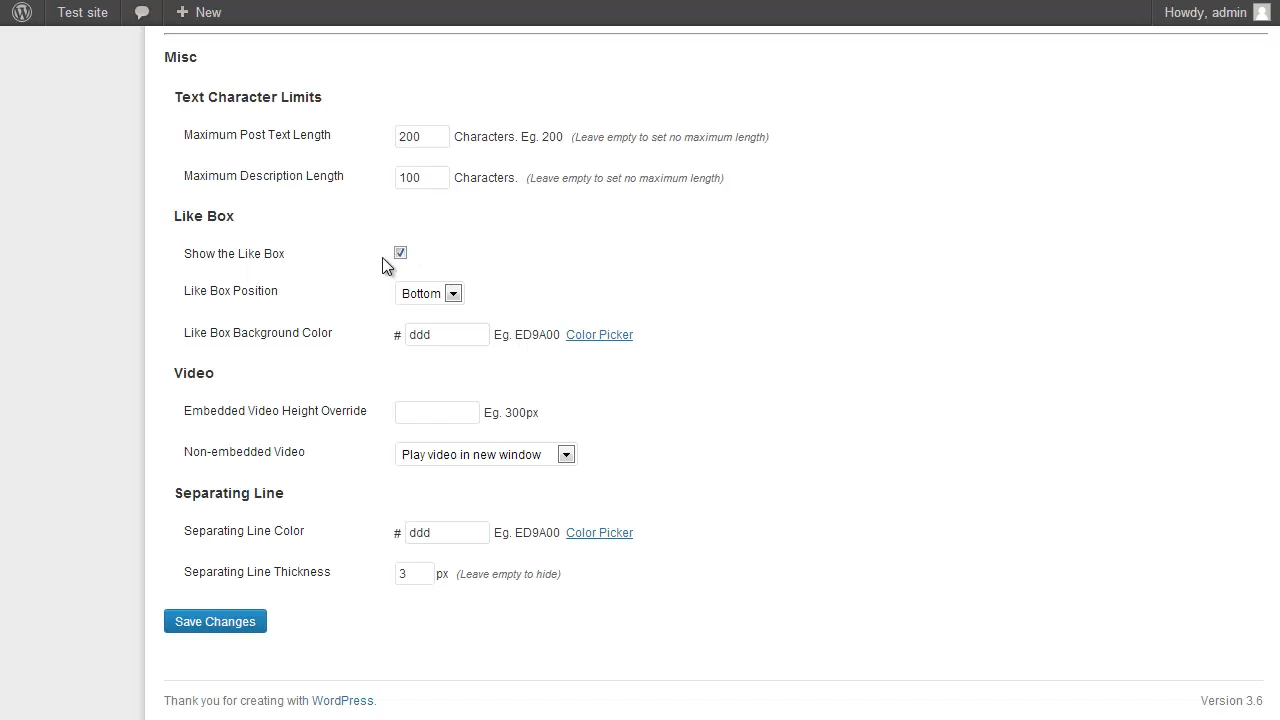 Test site New Howdy, admin
Misc
Text Character Limits
Maximum Post Text Length 200 Characters. Eg. 200 (Leave empty to set no maximum length)
Maximum Description Length 100 Characters. (Leave empty to set no maximum length)
Like Box
Show the Like Box
Like Box Position Bottom
Like Box Background Color # ddd Eg. ED9A00 Color Picker
Video
Embedded Video Height Override Eg. 300px
Non-embedded Video Play video in new window
Separating Line
Separating Line Color # ddd Eg. ED9A00 Color Picker
Separating Line Thickness 3 px (Leave empty to hide)
Save Changes
Thank you for creating with WordPress. Version 3.6